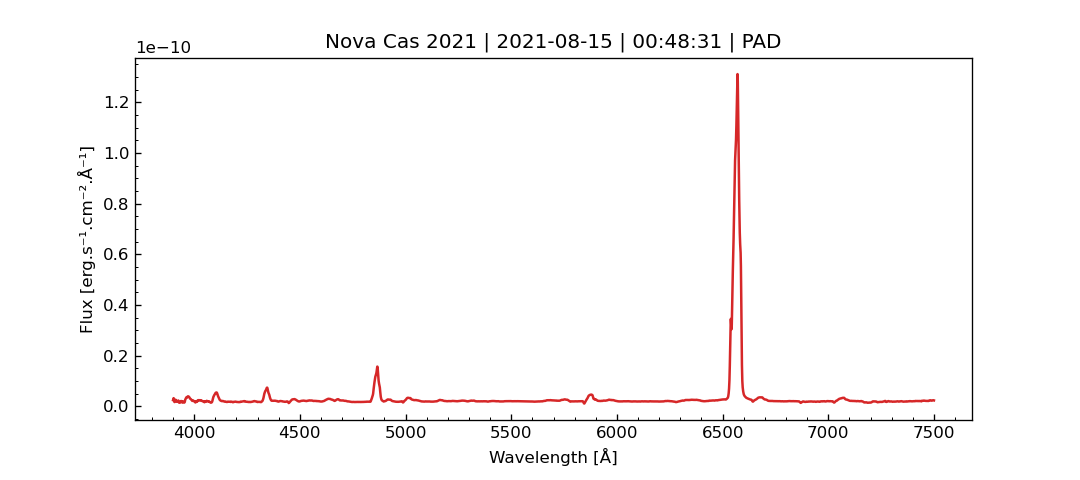 Nova Cas 2021 | 2021-08-15 | 00:48:31 | PAD
1e−10
1.2
1.0
0.8
0.6
0.4
0.2
0.0
Flux [erg.s⁻¹.cm⁻².Å⁻¹]
4000 4500 5000 5500 6000 6500 7000 7500
Wavelength [Å]